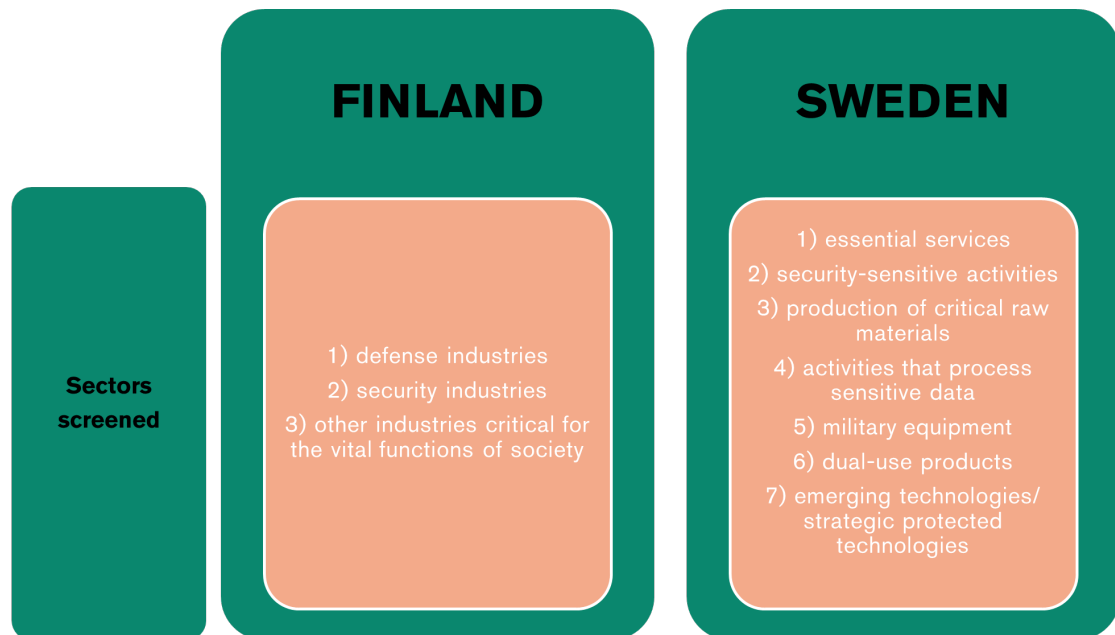 FINLAND
SWEDEN
Sectors
screened
1) defense industries
2) security industries
3) other industries critical for
the vital functions of society
1) essential services
2) security-sensitive activities
3) production of critical raw
materials
4) activities that process
sensitive data
5) military equipment
6) dual-use products
7) emerging technologies/
strategic protected
technologies